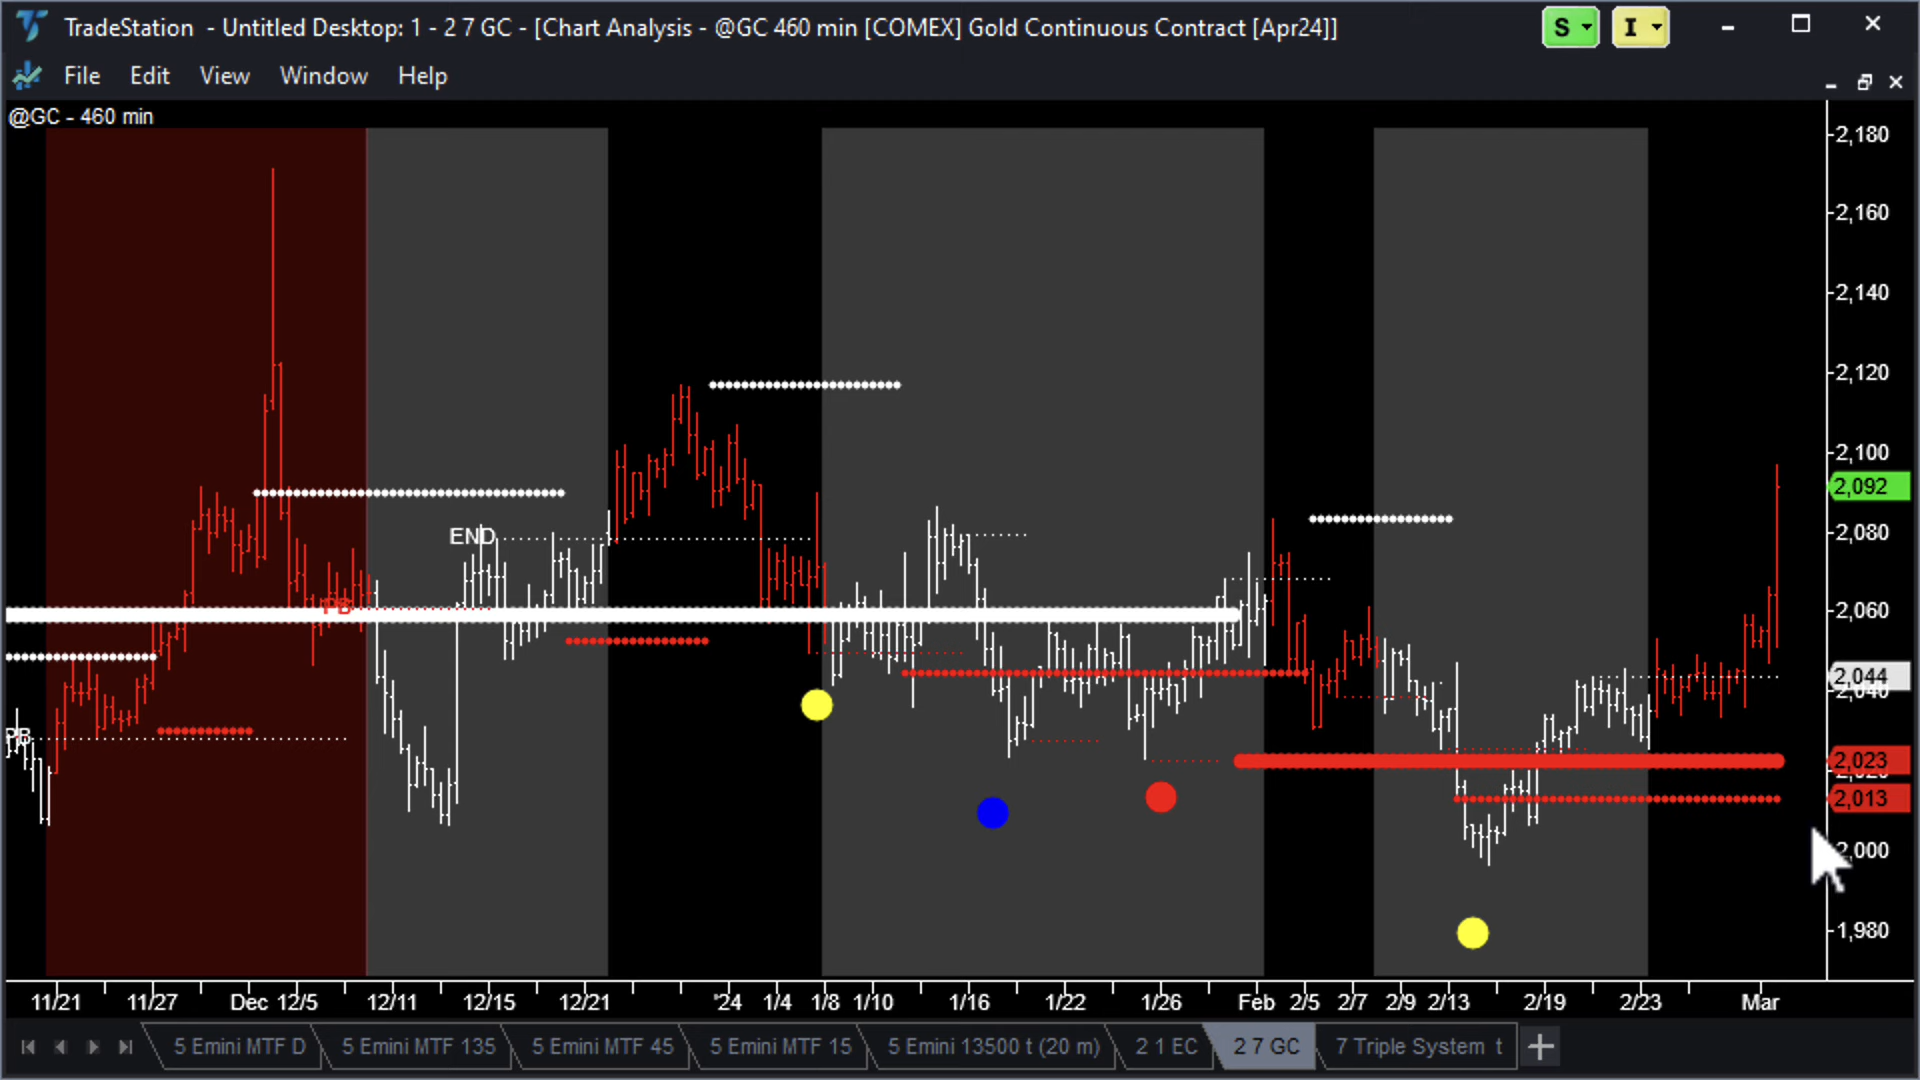 TradeStation - Untitled Desktop: 1 - 2 7 GC - [Chart Analysis - @GC 460 min [COMEX] Gold Continuous Contract [Apr24]]
S I
File Edit View Window Help
@GC - 460 min
2,180
2,160
2,140
2,120
2,100
2,092
2,080
END
2,060
PB
2,044
2,040
PB
2,023
2,020
2,013
2,000
1,980
11/21 11/27 Dec 12/5 12/11 12/15 12/21 '24 1/4 1/8 1/10 1/16 1/22 1/26 Feb 2/5 2/7 2/9 2/13 2/19 2/23 Mar
5 Emini MTF D 5 Emini MTF 135 5 Emini MTF 45 5 Emini MTF 15 5 Emini 13500 t (20 m) 2 1 EC 2 7 GC 7 Triple System t